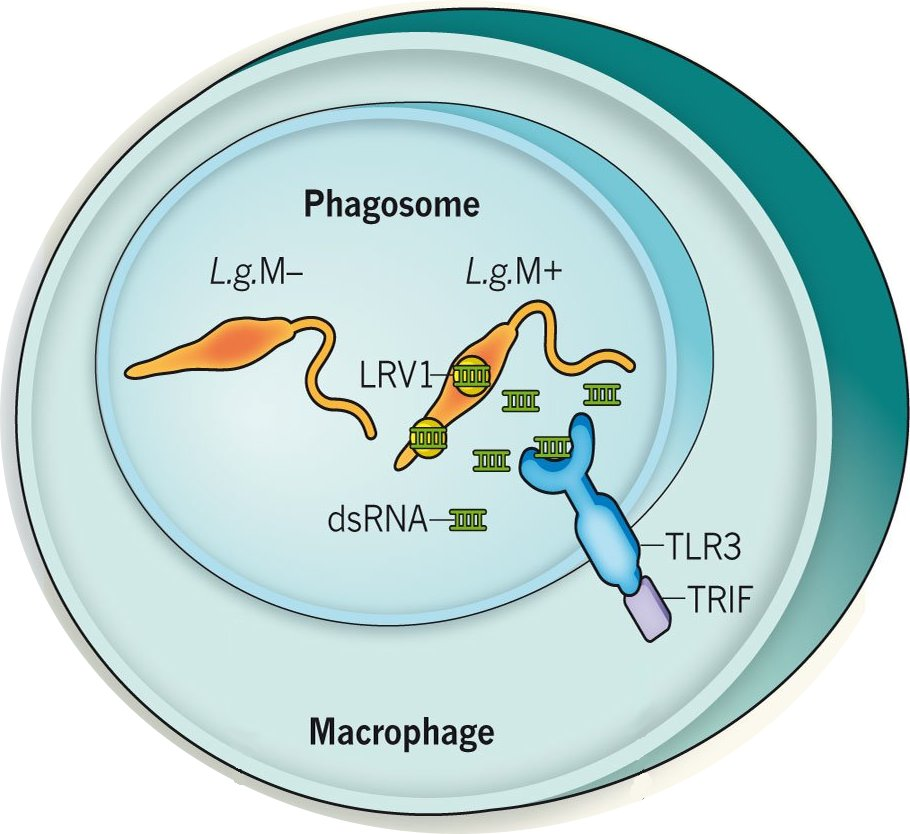 Phagosome
L.g.M–
L.g.M+
LRV1
dsRNA
TLR3
TRIF
Macrophage